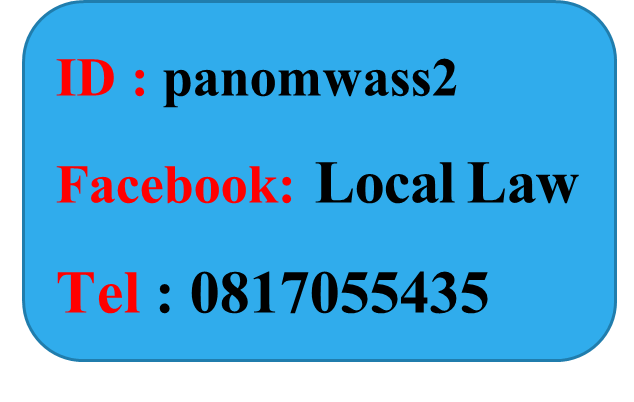 ID : panomwass2
Facebook: Local Law
Tel : 0817055435